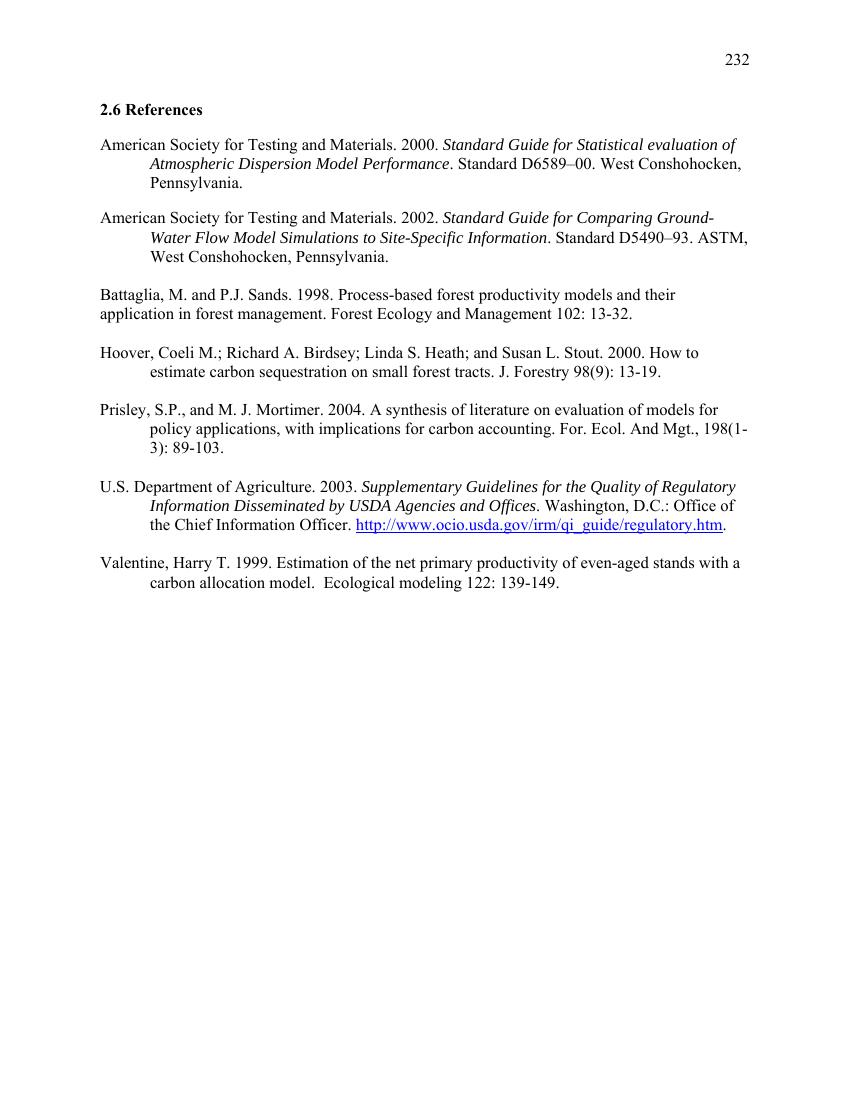 232
2.6 References
American Society for Testing and Materials. 2000. Standard Guide for Statistical evaluation of
Atmospheric Dispersion Model Performance. Standard D6589–00. West Conshohocken,
Pennsylvania.
American Society for Testing and Materials. 2002. Standard Guide for Comparing Ground-
Water Flow Model Simulations to Site-Specific Information. Standard D5490–93. ASTM,
West Conshohocken, Pennsylvania.
Battaglia, M. and P.J. Sands. 1998. Process-based forest productivity models and their
application in forest management. Forest Ecology and Management 102: 13-32.
Hoover, Coeli M.; Richard A. Birdsey; Linda S. Heath; and Susan L. Stout. 2000. How to
estimate carbon sequestration on small forest tracts. J. Forestry 98(9): 13-19.
Prisley, S.P., and M. J. Mortimer. 2004. A synthesis of literature on evaluation of models for
policy applications, with implications for carbon accounting. For. Ecol. And Mgt., 198(1-
3): 89-103.
U.S. Department of Agriculture. 2003. Supplementary Guidelines for the Quality of Regulatory
Information Disseminated by USDA Agencies and Offices. Washington, D.C.: Office of
the Chief Information Officer. http://www.ocio.usda.gov/irm/qi_guide/regulatory.htm.
Valentine, Harry T. 1999. Estimation of the net primary productivity of even-aged stands with a
carbon allocation model.  Ecological modeling 122: 139-149.